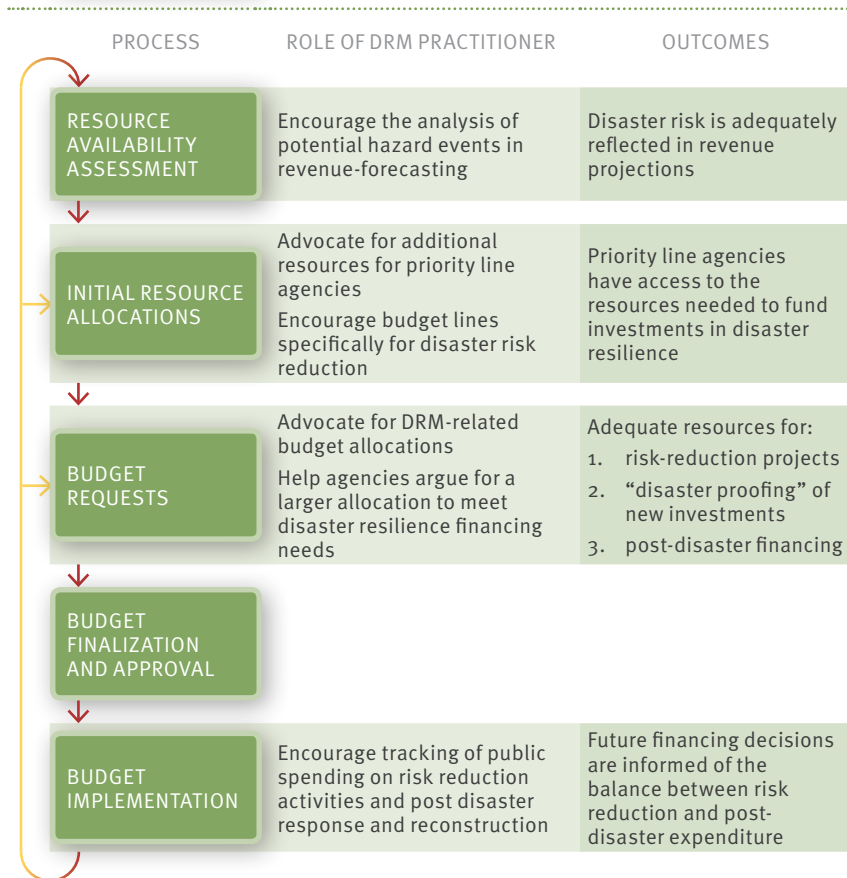 PROCESS
ROLE OF DRM PRACTITIONER
OUTCOMES
RESOURCE
AVAILABILITY
ASSESSMENT
Encourage the analysis of
potential hazard events in
revenue-forecasting
Disaster risk is adequately
reflected in revenue
projections
INITIAL RESOURCE
ALLOCATIONS
Advocate for additional
resources for priority line
agencies
Encourage budget lines
specifically for disaster risk
reduction
Priority line agencies
have access to the
resources needed to fund
investments in disaster
resilience
BUDGET
REQUESTS
Advocate for DRM-related
budget allocations
Help agencies argue for a
larger allocation to meet
disaster resilience financing
needs
Adequate resources for:
1. risk-reduction projects
2. “disaster proofing” of
new investments
3. post-disaster financing
BUDGET
FINALIZATION
AND APPROVAL
BUDGET
IMPLEMENTATION
Encourage tracking of public
spending on risk reduction
activities and post disaster
response and reconstruction
Future financing decisions
are informed of the
balance between risk
reduction and post-
disaster expenditure